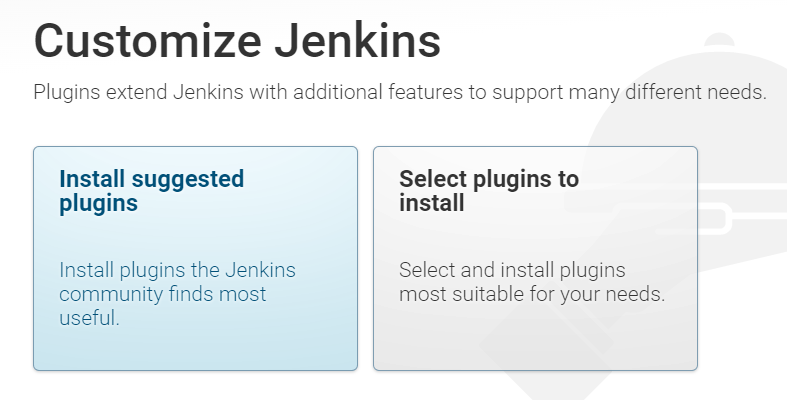 Customize Jenkins
Plugins extend Jenkins with additional features to support many different needs.
Install suggested
plugins
Install plugins the Jenkins
community finds most
useful.
Select plugins to
install
Select and install plugins
most suitable for your needs.